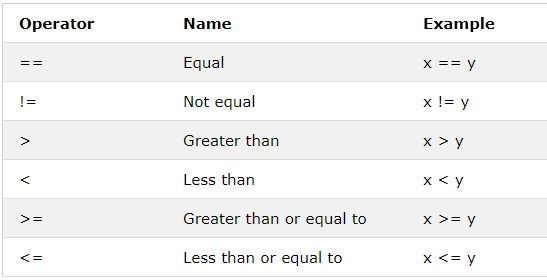 Operator Name Example
== Equal x == y
!= Not equal x != y
> Greater than x > y
< Less than x < y
>= Greater than or equal to x >= y
<= Less than or equal to x <= y